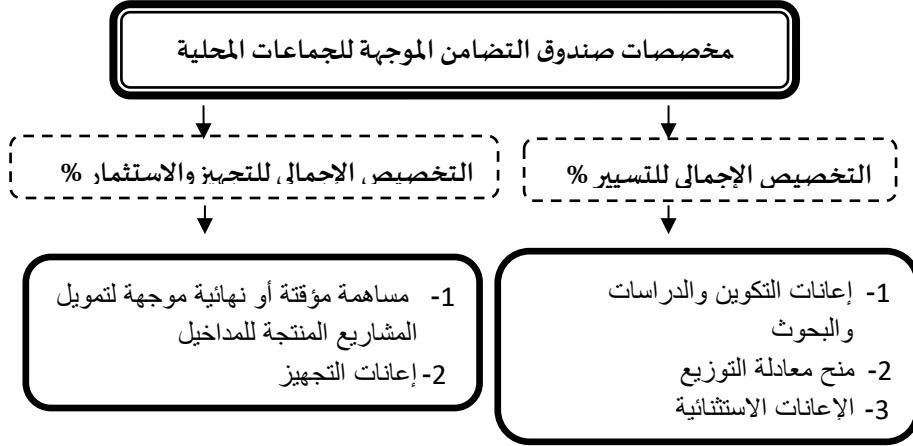 مخصصات صندوق التضامن الموجهة للجماعات المحلية
التخصيص الإجمالي للتسيير %
التخصيص الإجمالي للتجهيز والاستثمار %
1- إعانات التكوين والدراسات
والبحوث
2- منح معادلة التوزيع
3- الإعانات الاستثنائية
1- مساهمة مؤقتة أو نهائية موجهة لتمويل
المشاريع المنتجة للمداخيل
2- إعانات التجهيز